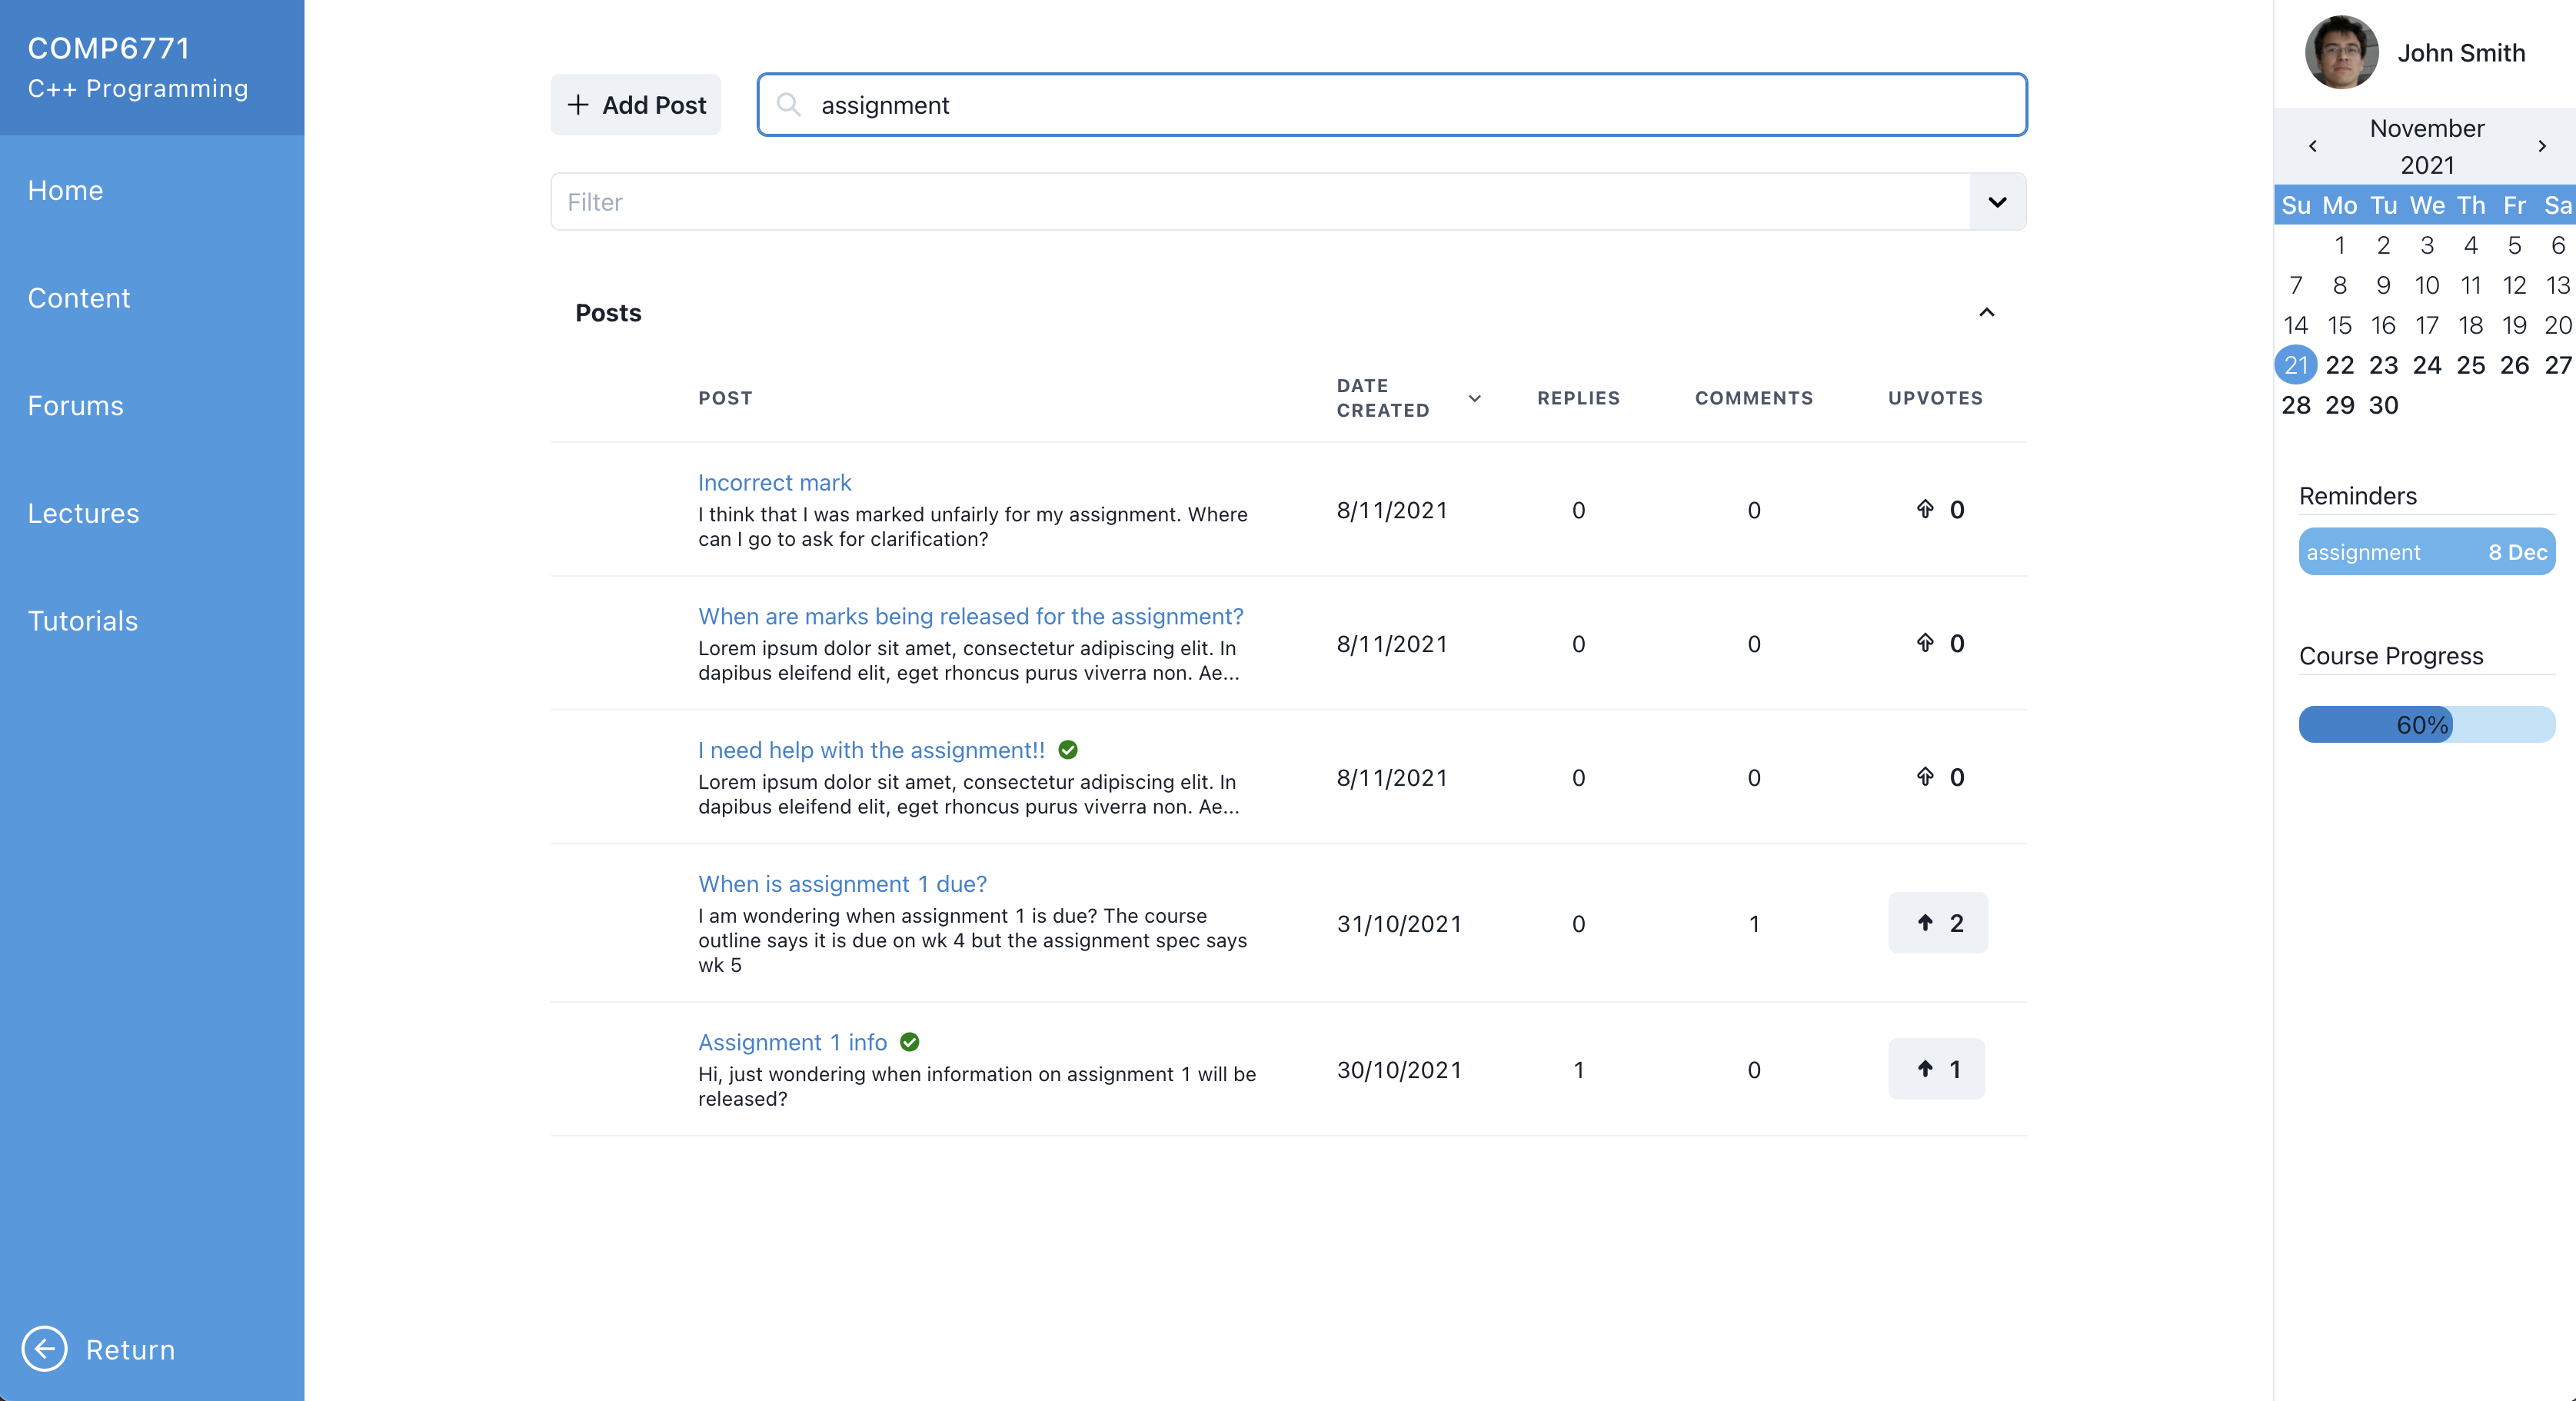 COMP6771
C++ Programming
Home
Content
Forums
Lectures
Tutorials
Return
Add Post
assignment
Filter
Posts
POST
DATE
CREATED
REPLIES
COMMENTS
UPVOTES
Incorrect mark
I think that I was marked unfairly for my assignment. Where
can I go to ask for clarification?
8/11/2021 0 0 0
When are marks being released for the assignment?
Lorem ipsum dolor sit amet, consectetur adipiscing elit. In
dapibus eleifend elit, eget rhoncus purus viverra non. Ae...
8/11/2021 0 0 0
I need help with the assignment!!
Lorem ipsum dolor sit amet, consectetur adipiscing elit. In
dapibus eleifend elit, eget rhoncus purus viverra non. Ae...
8/11/2021 0 0 0
When is assignment 1 due?
I am wondering when assignment 1 is due? The course
outline says it is due on wk 4 but the assignment spec says
wk 5
31/10/2021 0 1 2
Assignment 1 info
Hi, just wondering when information on assignment 1 will be
released?
30/10/2021 1 0 1
John Smith
November
2021
Su Mo Tu We Th Fr Sa
1 2 3 4 5 6
7 8 9 10 11 12 13
14 15 16 17 18 19 20
21 22 23 24 25 26 27
28 29 30
Reminders
assignment 8 Dec
Course Progress
60%